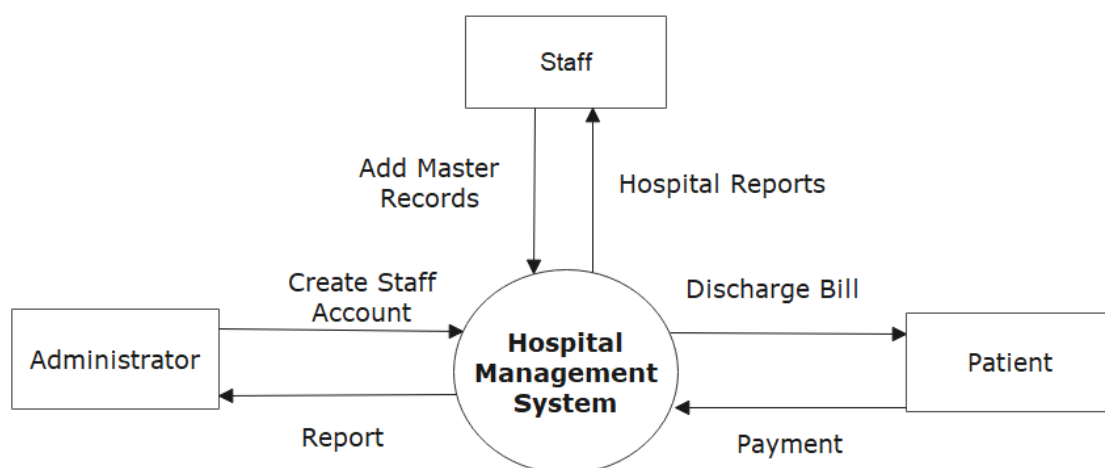 Staff
Add Master
Records
Hospital Reports
Create Staff
Account
Discharge Bill
Administrator
Hospital
Management
System
Patient
Report
Payment